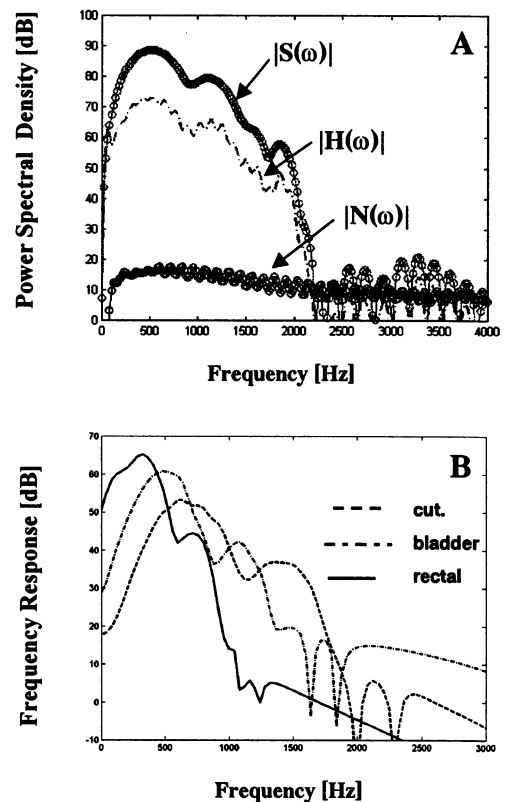 Power Spectral Density [dB]
100
90
80
70
60
50
40
30
20
10
0
A
|S(ω)|
|H(ω)|
|N(ω)|
0 500 1000 1500 2000 2500 3000 3500 4000
Frequency [Hz]
Frequency Response [dB]
70
60
50
40
30
20
10
0
-10
B
cut.
bladder
rectal
0 500 1000 1500 2000 2500 3000
Frequency [Hz]